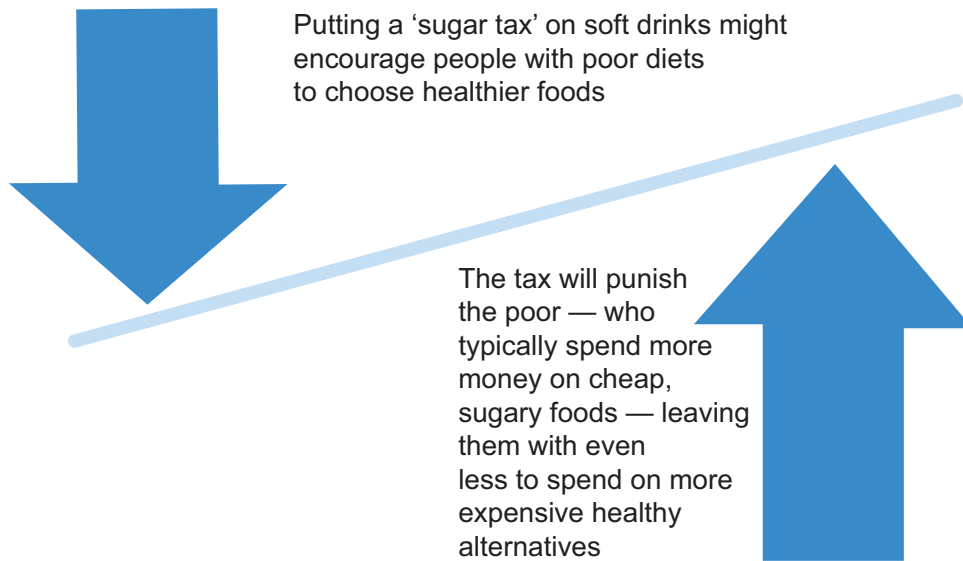 Putting a ‘sugar tax’ on soft drinks might
encourage people with poor diets
to choose healthier foods
The tax will punish
the poor — who
typically spend more
money on cheap,
sugary foods — leaving
them with even
less to spend on more
expensive healthy
alternatives